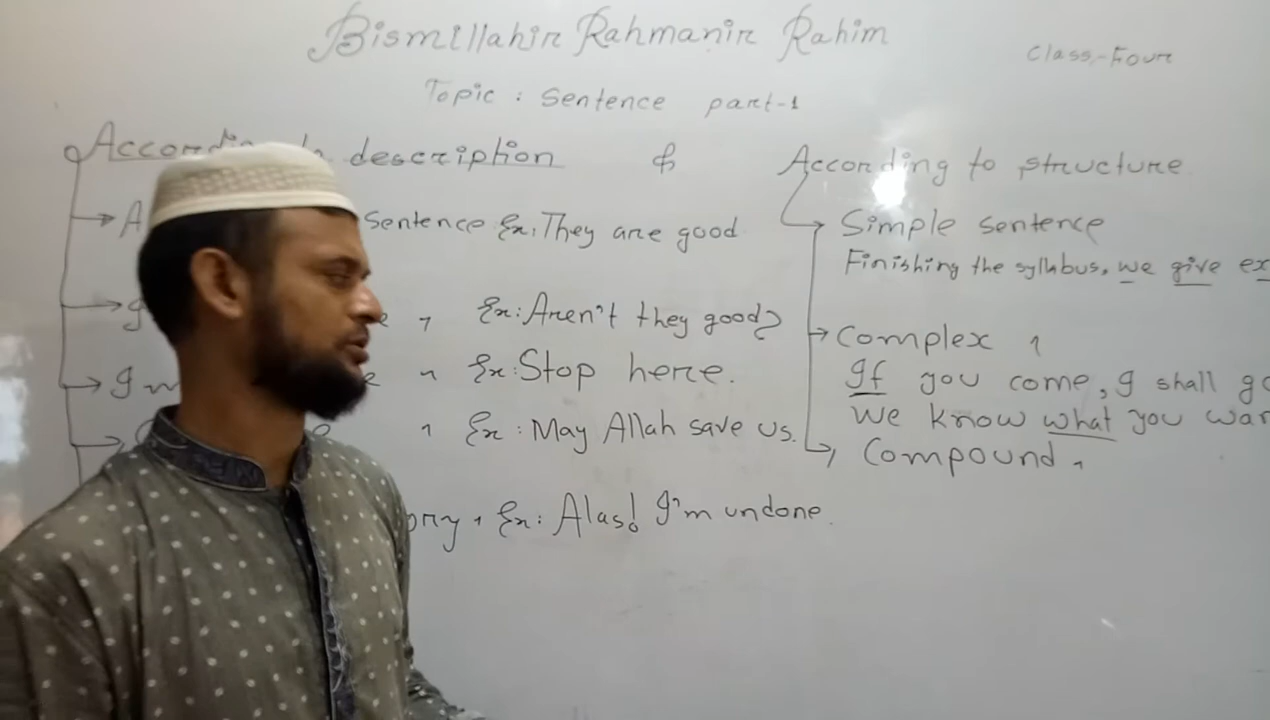 Bismillahir Rahmanir Rahim
Class-Four
Topic : Sentence part-1
description & According to structure
Sentence Ex: They are good
Ex: Aren't they good?
Ex: Stop here.
Ex: May Allah save us.
Ex: Alas! I'm undone.
Simple sentence
Finishing the syllabus, we give
Complex "
If you come, I shall
We know what you
Compound "